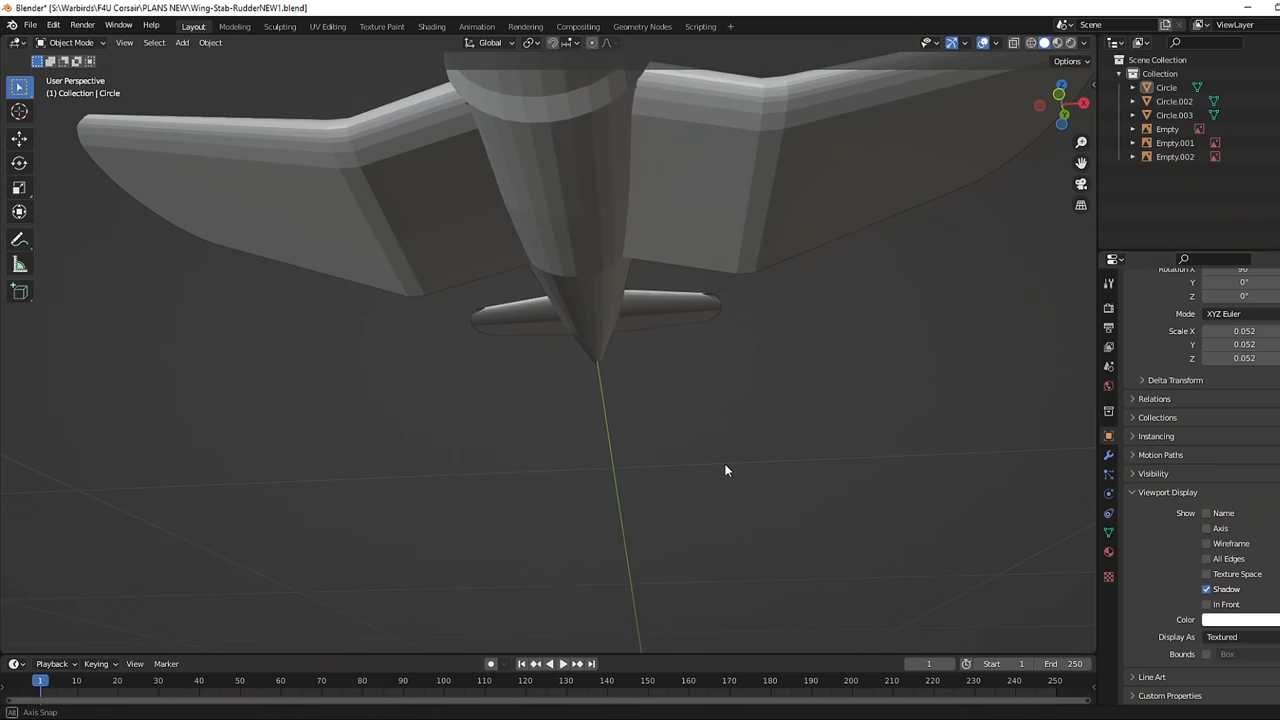 Blender* [S:\Warbirds\F4U Corsair\PLANS NEW\Wing-Stab-RudderNEW1.blend]
File Edit Render Window Help Layout Modeling Sculpting UV Editing Texture Paint Shading Animation Rendering Compositing Geometry Nodes Scripting + Scene ViewLayer
Object Mode View Select Add Object Global
Options
User Perspective
(1) Collection | Circle
Z
X
Y
Scene Collection
Collection
Circle
Circle.002
Circle.003
Empty
Empty.001
Empty.002
Rotation X 90°
Y 0°
Z 0°
Mode XYZ Euler
Scale X 0.052
Y 0.052
Z 0.052
Delta Transform
Relations
Collections
Instancing
Motion Paths
Visibility
Viewport Display
Show Name
Axis
Wireframe
All Edges
Texture Space
Shadow
In Front
Color
Display As Textured
Bounds Box
Line Art
Custom Properties
Playback Keying View Marker 1 Start 1 End 250
1 10 20 30 40 50 60 70 80 90 100 110 120 130 140 150 160 170 180 190 200 210 220 230 240 250
Alt Axis Snap